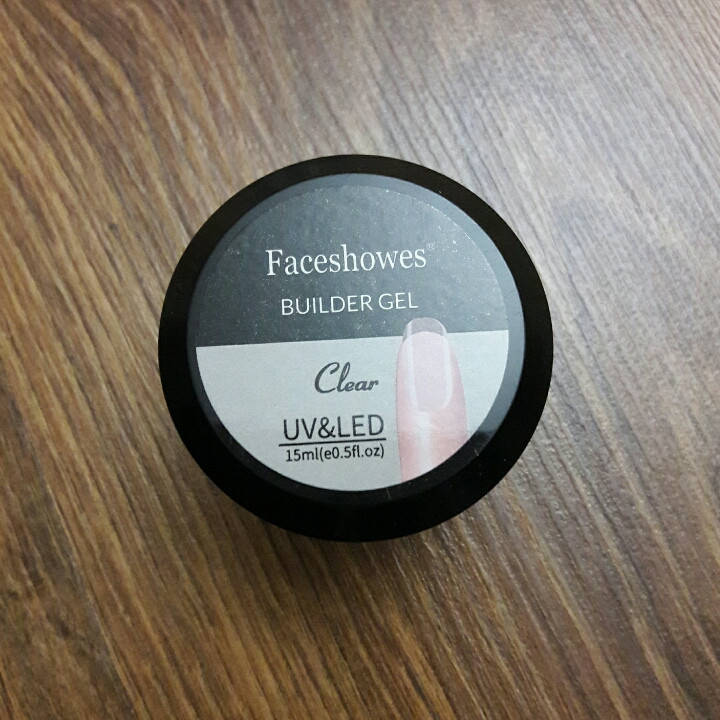 Faceshowes®
BUILDER GEL
Clear
UV&LED
15ml(e0.5fl.oz)